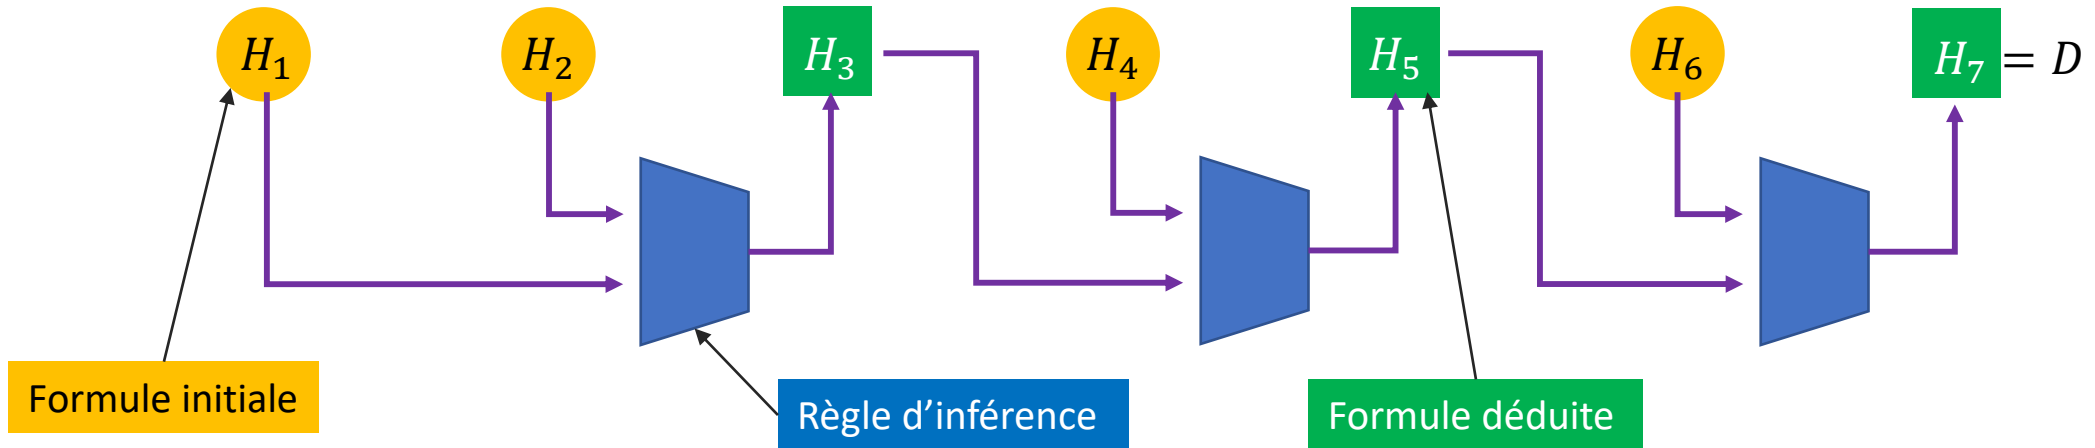 H₁ H₂ H₃ H₄ H₅ H₆ H₇ = D
Formule initiale
Règle d'inférence
Formule déduite